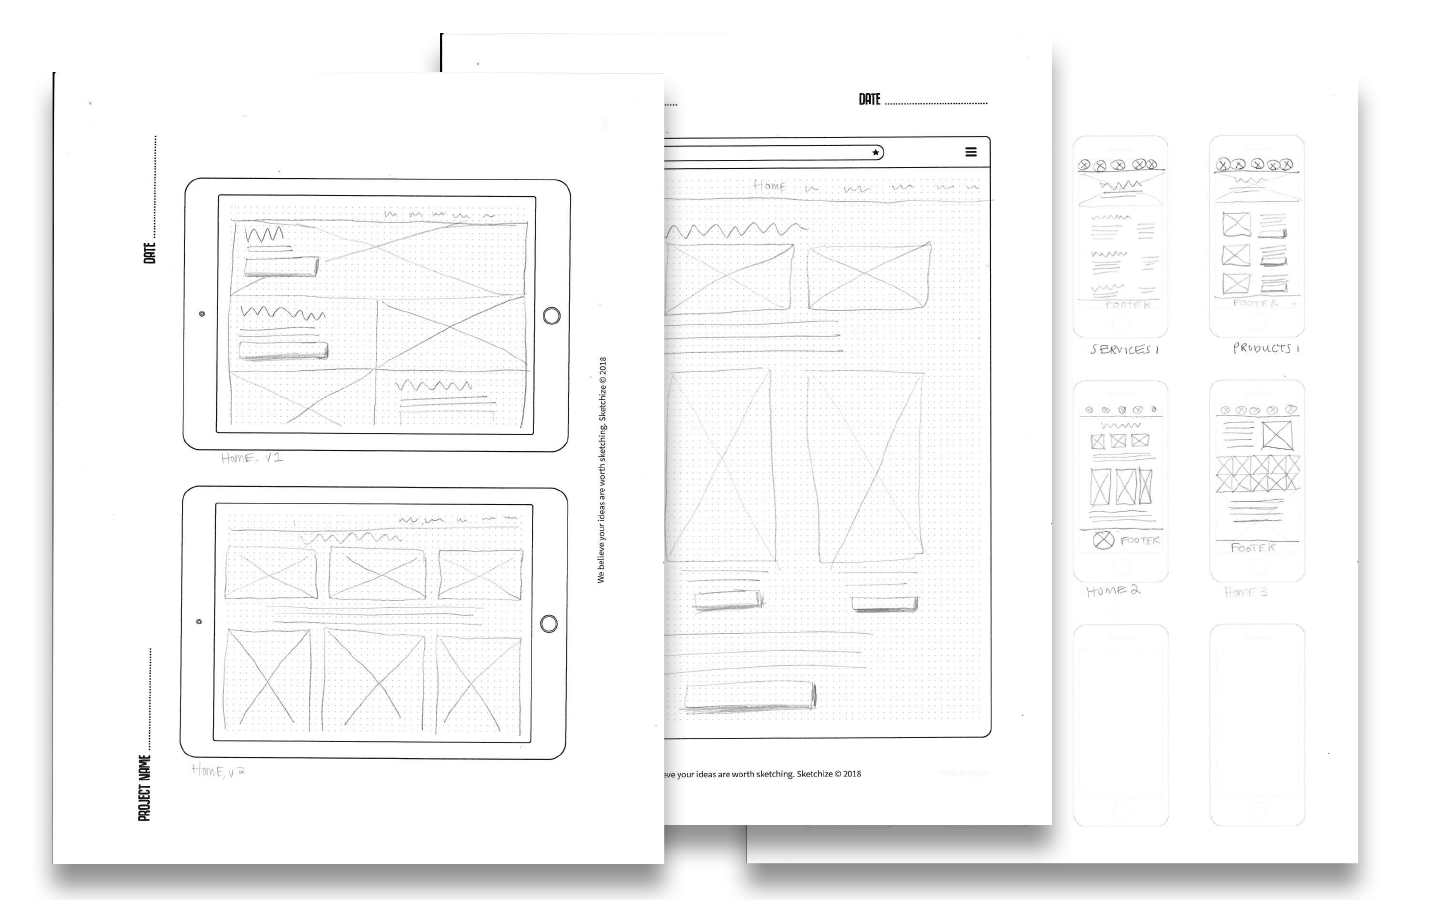 DATE
HOME, V1
We believe your ideas are worth sketching. Sketchize © 2018
HOME, V2
PROJECT NAME
DATE
HOME
eve your ideas are worth sketching. Sketchize © 2018
FOOTER
SERVICES 1
FOOTER
PRODUCTS 1
FOOTER
HOME 2
FOOTER
HOME 3